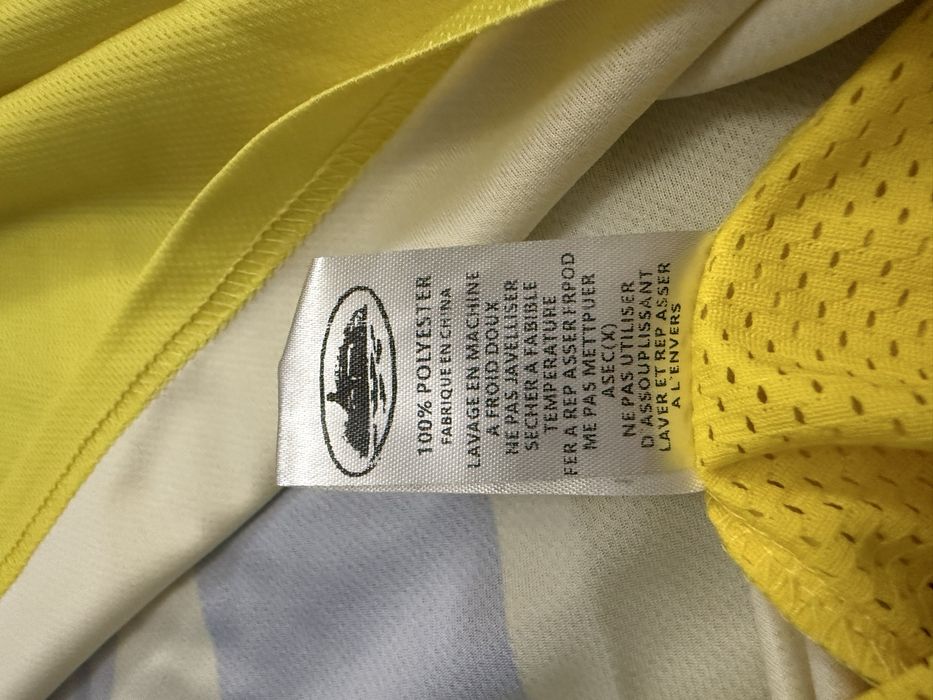 100% POLYESTER
FABRIQUE EN CHINA
LAVAGE EN MACHINE
A FROID DOUX
NE PAS JAVELLISER
SECHER A FABIBLE
TEMPERATURE
FER A REP ASSER FRPOD
ME PAS METTPUER
ASEC(X)
NE PAS UTILISER
D'ASSOUPLISSANT
LAVER ET REP ASSER
A L'ENVERS